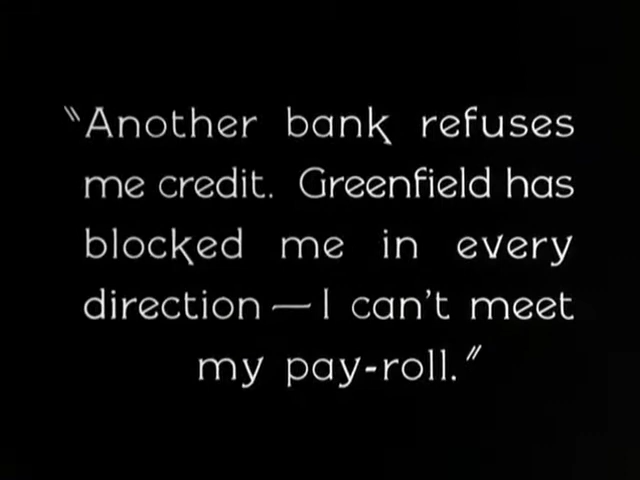 "Another bank refuses
me credit. Greenfield has
blocked me in every
direction — I can't meet
my pay-roll."